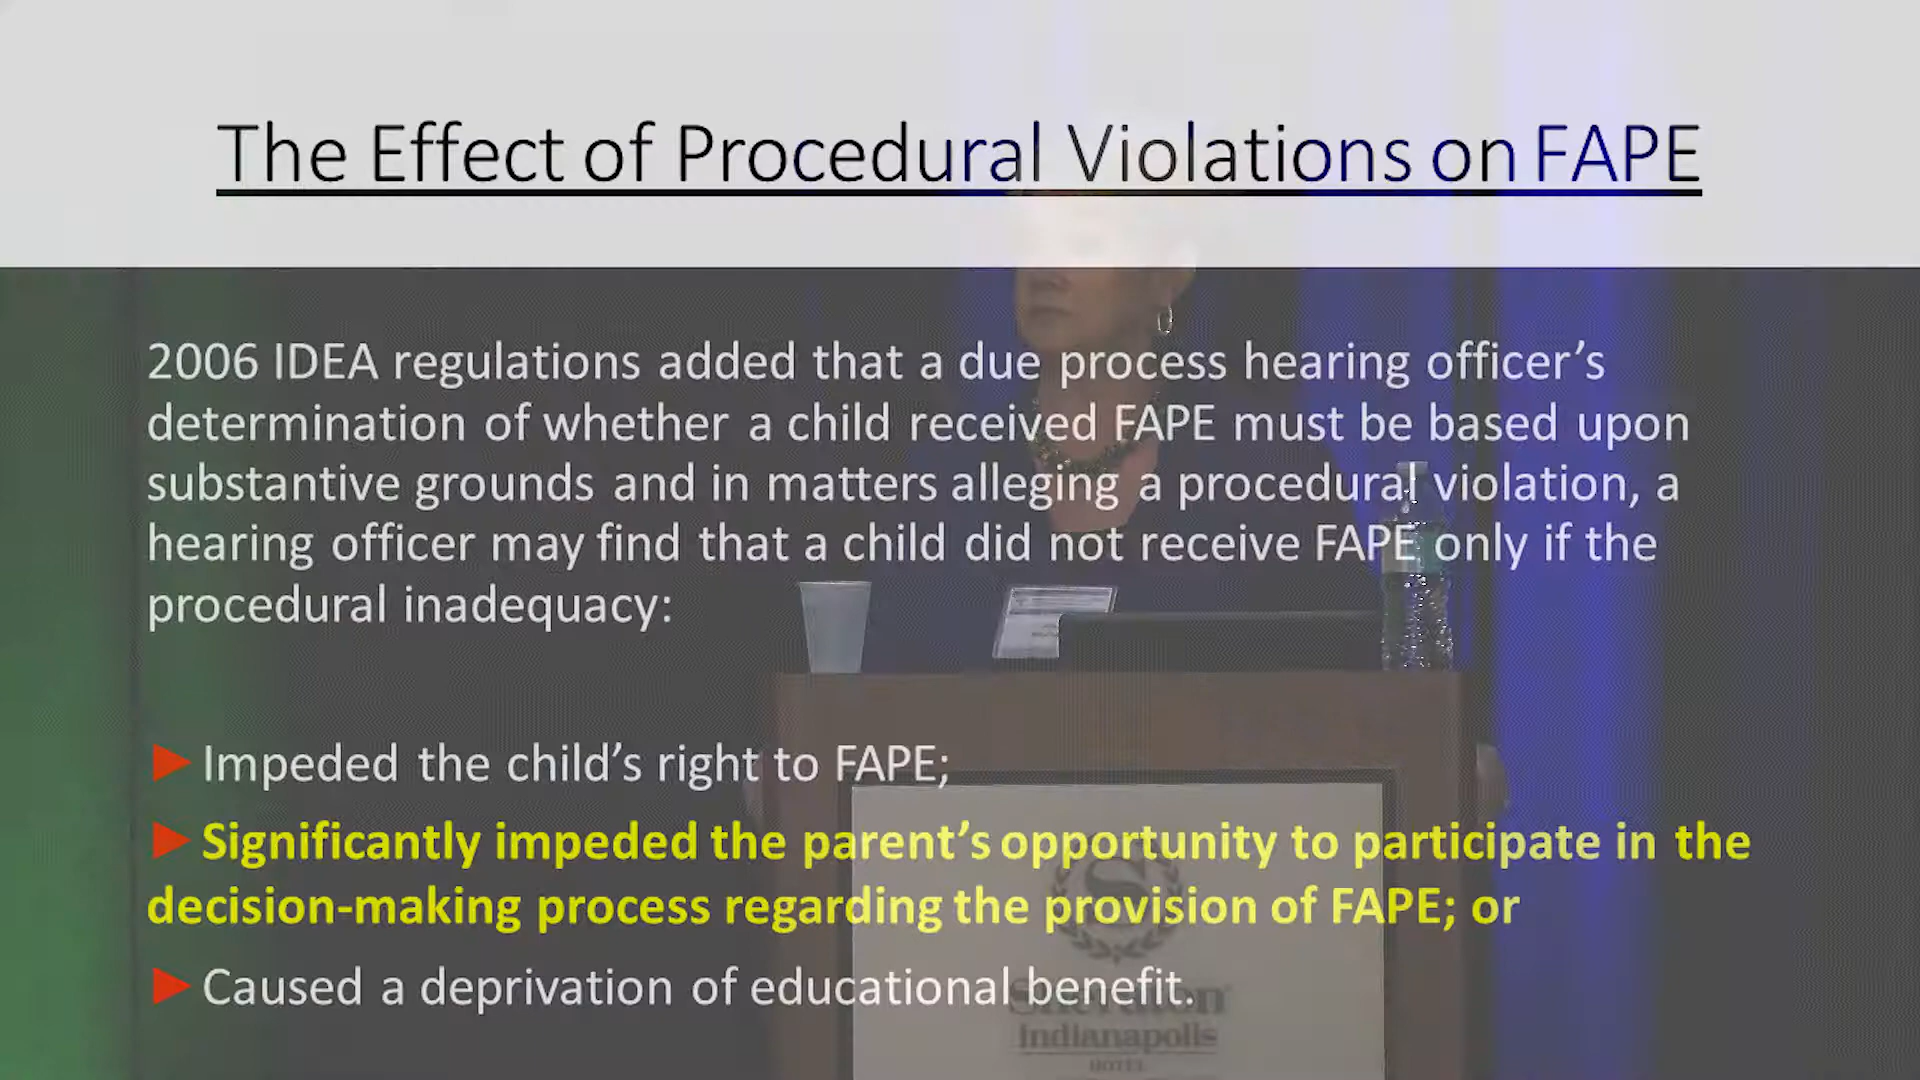 The Effect of Procedural Violations on FAPE
2006 IDEA regulations added that a due process hearing officer’s
determination of whether a child received FAPE must be based upon
substantive grounds and in matters alleging a procedural violation, a
hearing officer may find that a child did not receive FAPE only if the
procedural inadequacy:
► Impeded the child’s right to FAPE;
► Significantly impeded the parent’s opportunity to participate in the
decision-making process regarding the provision of FAPE; or
► Caused a deprivation of educational benefit.
S
Sheraton
Indianapolis
HOTEL